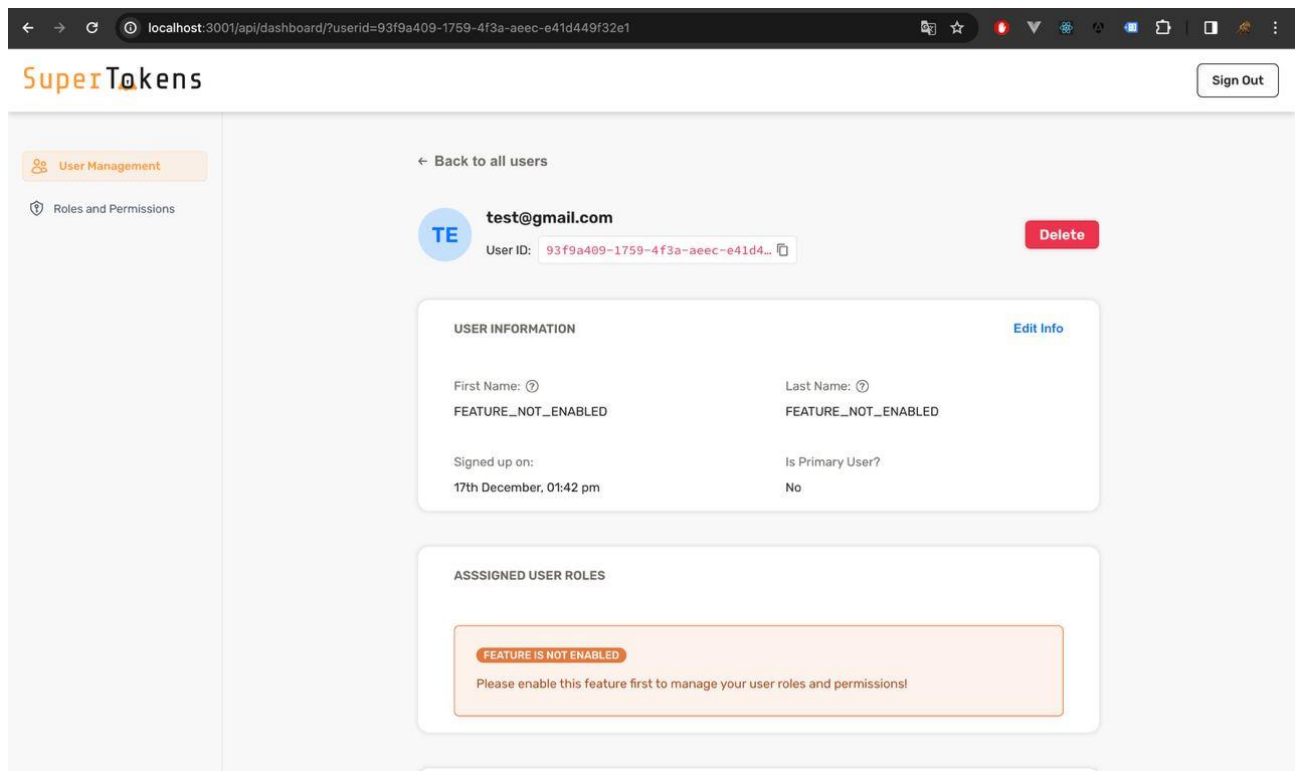 localhost:3001/api/dashboard/?userid=93f9a409-1759-4f3a-aeec-e41d449f32e1
SuperTokens
Sign Out
User Management
Roles and Permissions
← Back to all users
TE
test@gmail.com
User ID: 93f9a409-1759-4f3a-aeec-e41d4…
Delete
USER INFORMATION
Edit Info
First Name:
Last Name:
FEATURE_NOT_ENABLED
FEATURE_NOT_ENABLED
Signed up on:
Is Primary User?
17th December, 01:42 pm
No
ASSSIGNED USER ROLES
FEATURE IS NOT ENABLED
Please enable this feature first to manage your user roles and permissions!